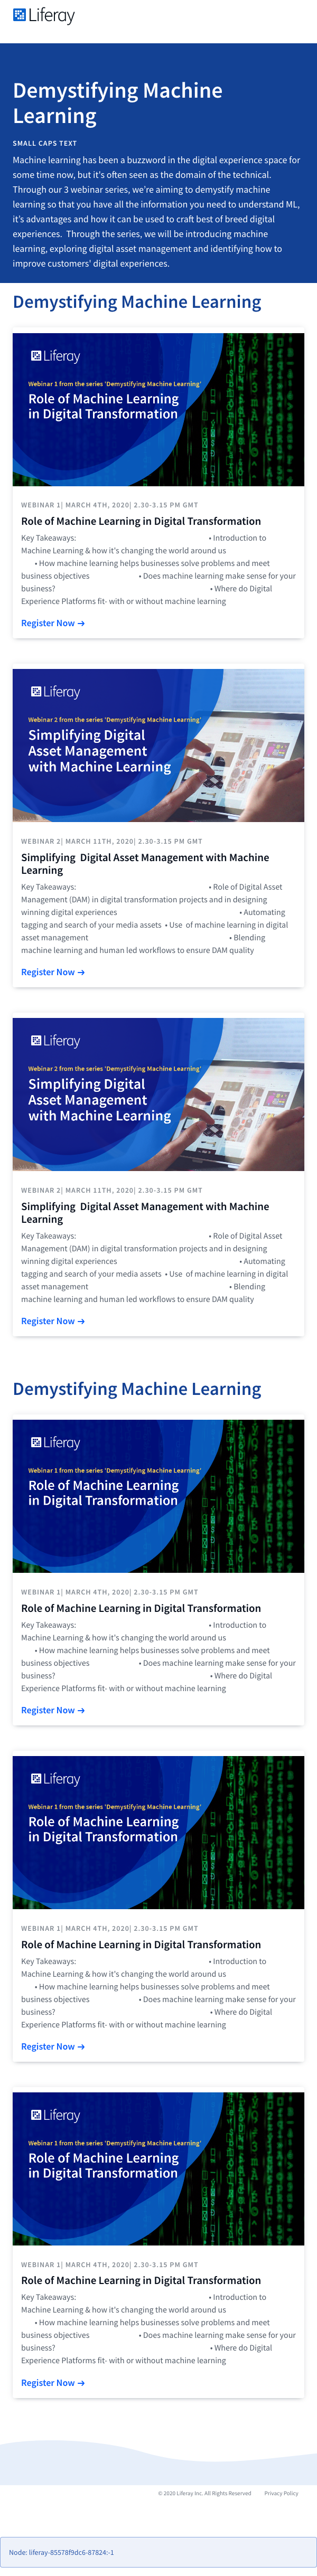 Liferay
Demystifying Machine
Learning
SMALL CAPS TEXT
Machine learning has been a buzzword in the digital experience space for
some time now, but it's often seen as the domain of the technical.
Through our 3 webinar series, we're aiming to demystify machine
learning so that you have all the information you need to understand ML,
it's advantages and how it can be used to craft best of breed digital
experiences.  Through the series, we will be introducing machine
learning, exploring digital asset management and identifying how to
improve customers' digital experiences.
Demystifying Machine Learning
Liferay
Webinar 1 from the series 'Demystifying Machine Learning'
Role of Machine Learning
in Digital Transformation
WEBINAR 1| MARCH 4TH, 2020| 2.30-3.15 PM GMT
Role of Machine Learning in Digital Transformation
Key Takeaways: • Introduction to
Machine Learning & how it's changing the world around us
• How machine learning helps businesses solve problems and meet
business objectives • Does machine learning make sense for your
business? • Where do Digital
Experience Platforms fit- with or without machine learning
Register Now →
Liferay
Webinar 2 from the series 'Demystifying Machine Learning'
Simplifying Digital
Asset Management
with Machine Learning
WEBINAR 2| MARCH 11TH, 2020| 2.30-3.15 PM GMT
Simplifying  Digital Asset Management with Machine
Learning
Key Takeaways: • Role of Digital Asset
Management (DAM) in digital transformation projects and in designing
winning digital experiences • Automating
tagging and search of your media assets • Use of machine learning in digital
asset management • Blending
machine learning and human led workflows to ensure DAM quality
Register Now →
Liferay
Webinar 2 from the series 'Demystifying Machine Learning'
Simplifying Digital
Asset Management
with Machine Learning
WEBINAR 2| MARCH 11TH, 2020| 2.30-3.15 PM GMT
Simplifying  Digital Asset Management with Machine
Learning
Key Takeaways: • Role of Digital Asset
Management (DAM) in digital transformation projects and in designing
winning digital experiences • Automating
tagging and search of your media assets • Use of machine learning in digital
asset management • Blending
machine learning and human led workflows to ensure DAM quality
Register Now →
Demystifying Machine Learning
Liferay
Webinar 1 from the series 'Demystifying Machine Learning'
Role of Machine Learning
in Digital Transformation
WEBINAR 1| MARCH 4TH, 2020| 2.30-3.15 PM GMT
Role of Machine Learning in Digital Transformation
Key Takeaways: • Introduction to
Machine Learning & how it's changing the world around us
• How machine learning helps businesses solve problems and meet
business objectives • Does machine learning make sense for your
business? • Where do Digital
Experience Platforms fit- with or without machine learning
Register Now →
Liferay
Webinar 1 from the series 'Demystifying Machine Learning'
Role of Machine Learning
in Digital Transformation
WEBINAR 1| MARCH 4TH, 2020| 2.30-3.15 PM GMT
Role of Machine Learning in Digital Transformation
Key Takeaways: • Introduction to
Machine Learning & how it's changing the world around us
• How machine learning helps businesses solve problems and meet
business objectives • Does machine learning make sense for your
business? • Where do Digital
Experience Platforms fit- with or without machine learning
Register Now →
Liferay
Webinar 1 from the series 'Demystifying Machine Learning'
Role of Machine Learning
in Digital Transformation
WEBINAR 1| MARCH 4TH, 2020| 2.30-3.15 PM GMT
Role of Machine Learning in Digital Transformation
Key Takeaways: • Introduction to
Machine Learning & how it's changing the world around us
• How machine learning helps businesses solve problems and meet
business objectives • Does machine learning make sense for your
business? • Where do Digital
Experience Platforms fit- with or without machine learning
Register Now →
© 2020 Liferay Inc. All Rights Reserved Privacy Policy
Node: liferay-85578f9dc6-87824:-1